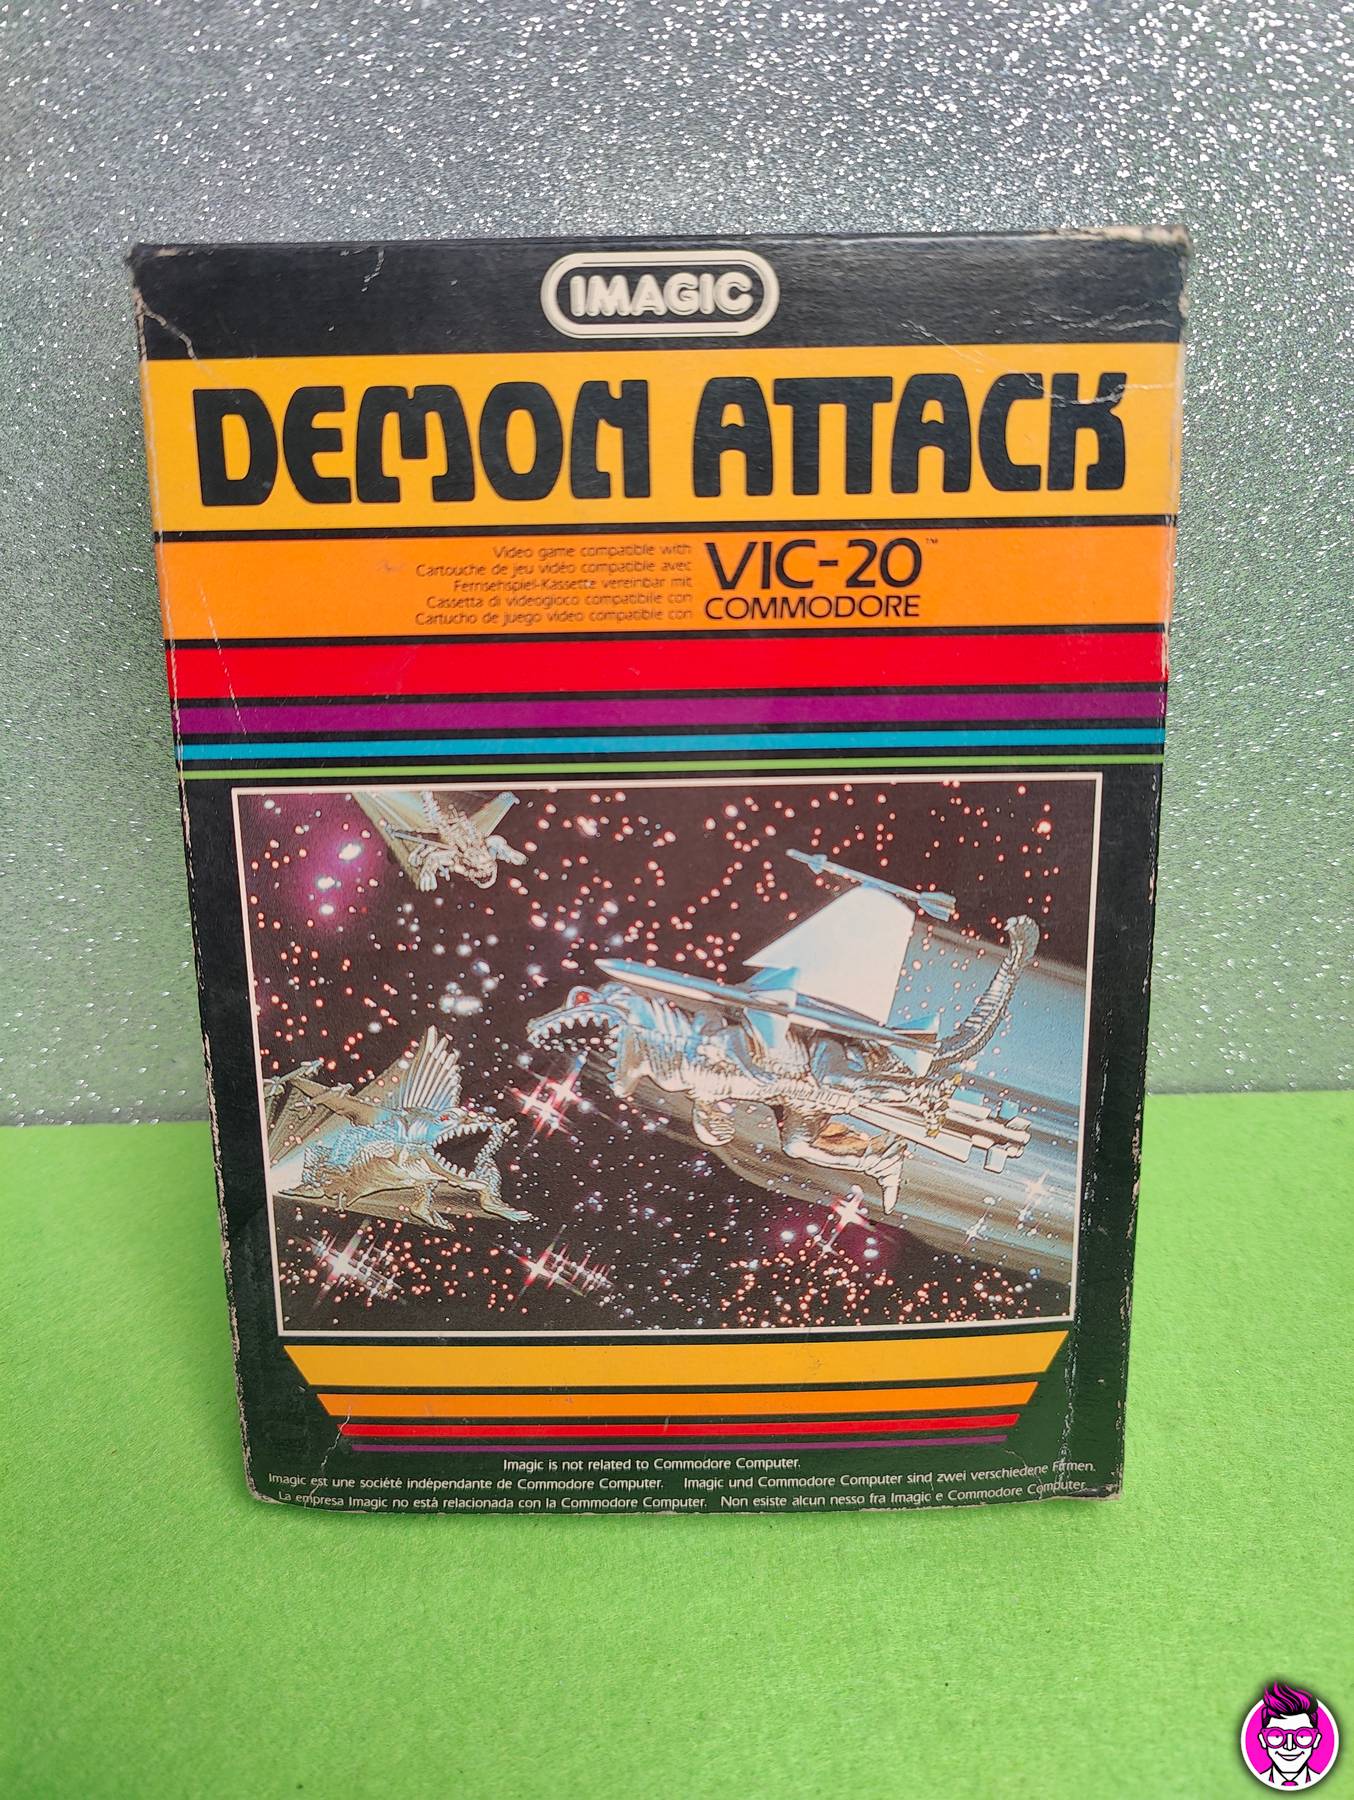 IMAGIC
DEMON ATTACK
Video game compatible with
Cartouche de jeu vidéo compatible avec
Fernsehspiel-Kassette vereinbar mit
Cassetta di videogioco compatibile con
Cartucho de juego video compatible con
VIC-20™
COMMODORE
Imagic is not related to Commodore Computer.
Imagic est une société indépendante de Commodore Computer. Imagic und Commodore Computer sind zwei verschiedene Firmen.
La empresa Imagic no está relacionada con la Commodore Computer. Non esiste alcun nesso fra Imagic e Commodore Computer.